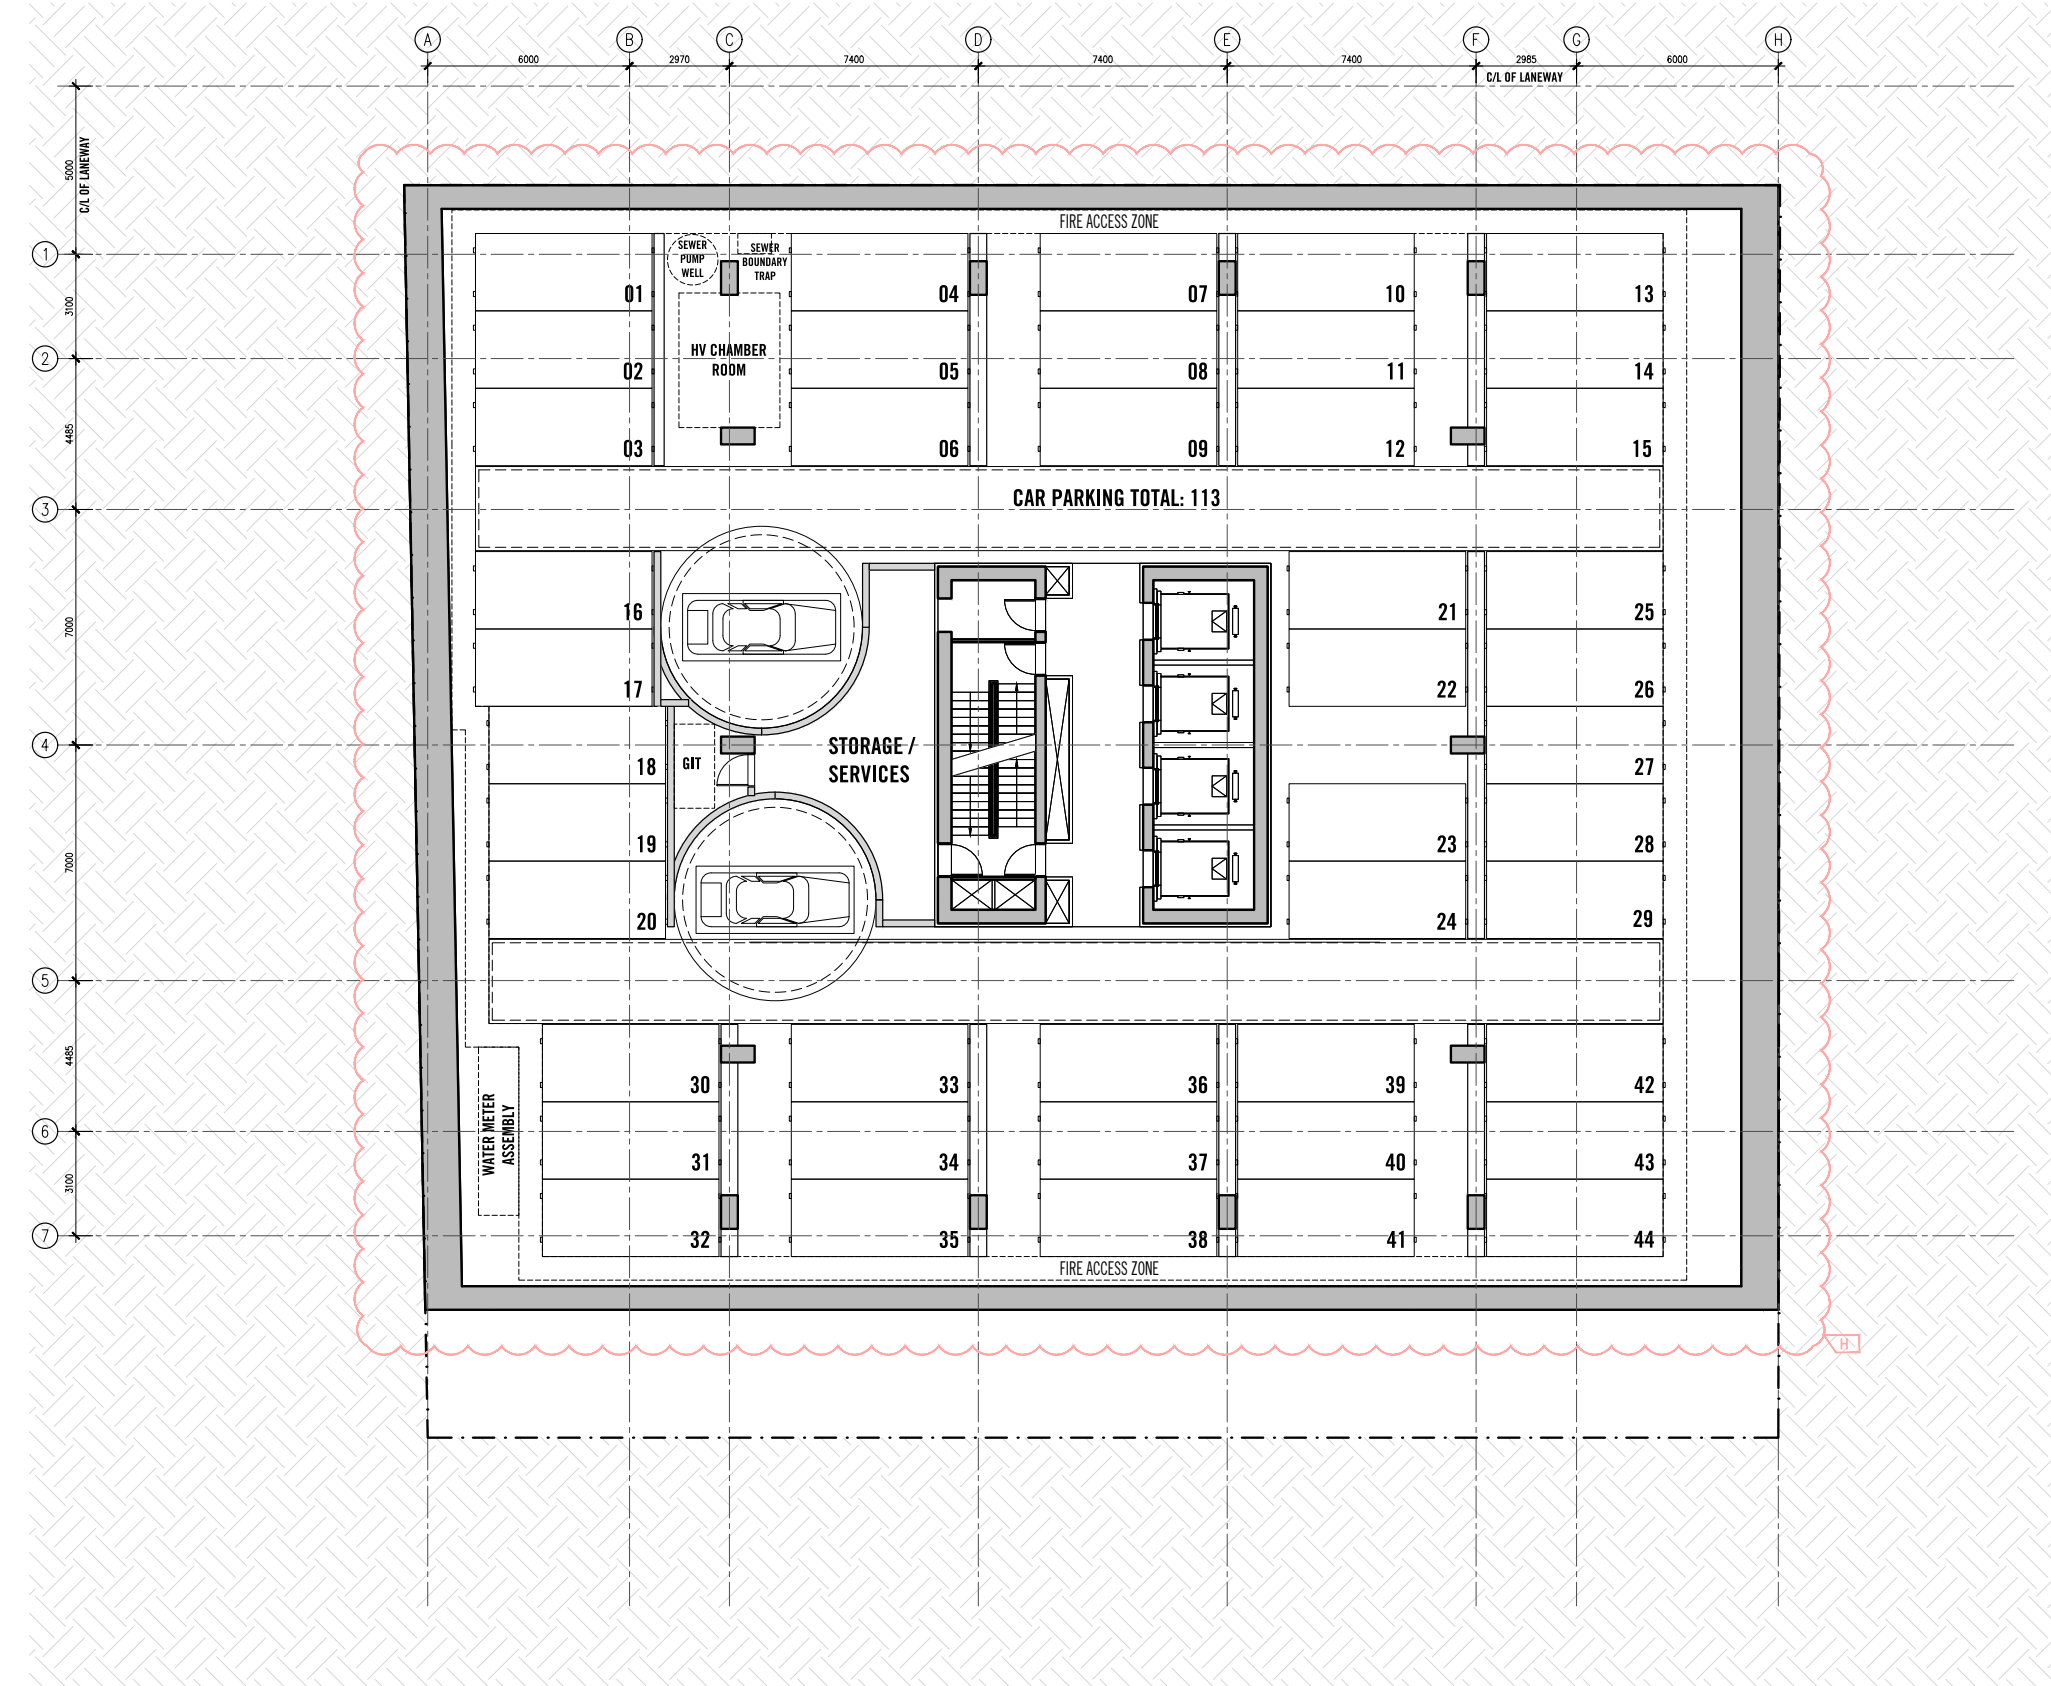 A B C D E F G H
6000 2970 7400 7400 7400 2985 6000
C/L OF LANEWAY
5000
C/L OF LANEWAY
FIRE ACCESS ZONE
SEWER
PUMP
WELL
SEWER
BOUNDARY
TRAP
1
01 04 07 10 13
3100
HV CHAMBER
ROOM
2
02 05 08 11 14
4485
03 06 09 12 15
CAR PARKING TOTAL: 113
3
16 21 25
7000
17 22 26
4
STORAGE /
SERVICES
GIT
18 27
19 23 28
7000
20 24 29
5
4485
30 33 36 39 42
WATER METER
ASSEMBLY
6
31 34 37 40 43
3100
7
32 35 38 41 44
FIRE ACCESS ZONE
H